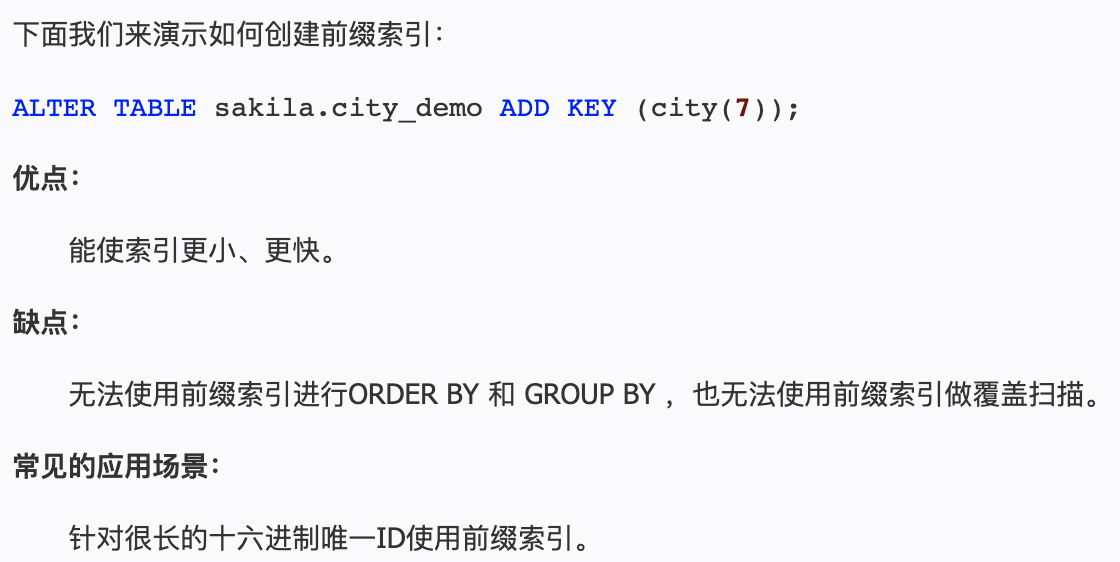 下面我们来演示如何创建前缀索引：
ALTER TABLE sakila.city_demo ADD KEY (city(7));
优点：
能使索引更小、更快。
缺点：
无法使用前缀索引进行ORDER BY 和 GROUP BY ，也无法使用前缀索引做覆盖扫描。
常见的应用场景：
针对很长的十六进制唯一ID使用前缀索引。